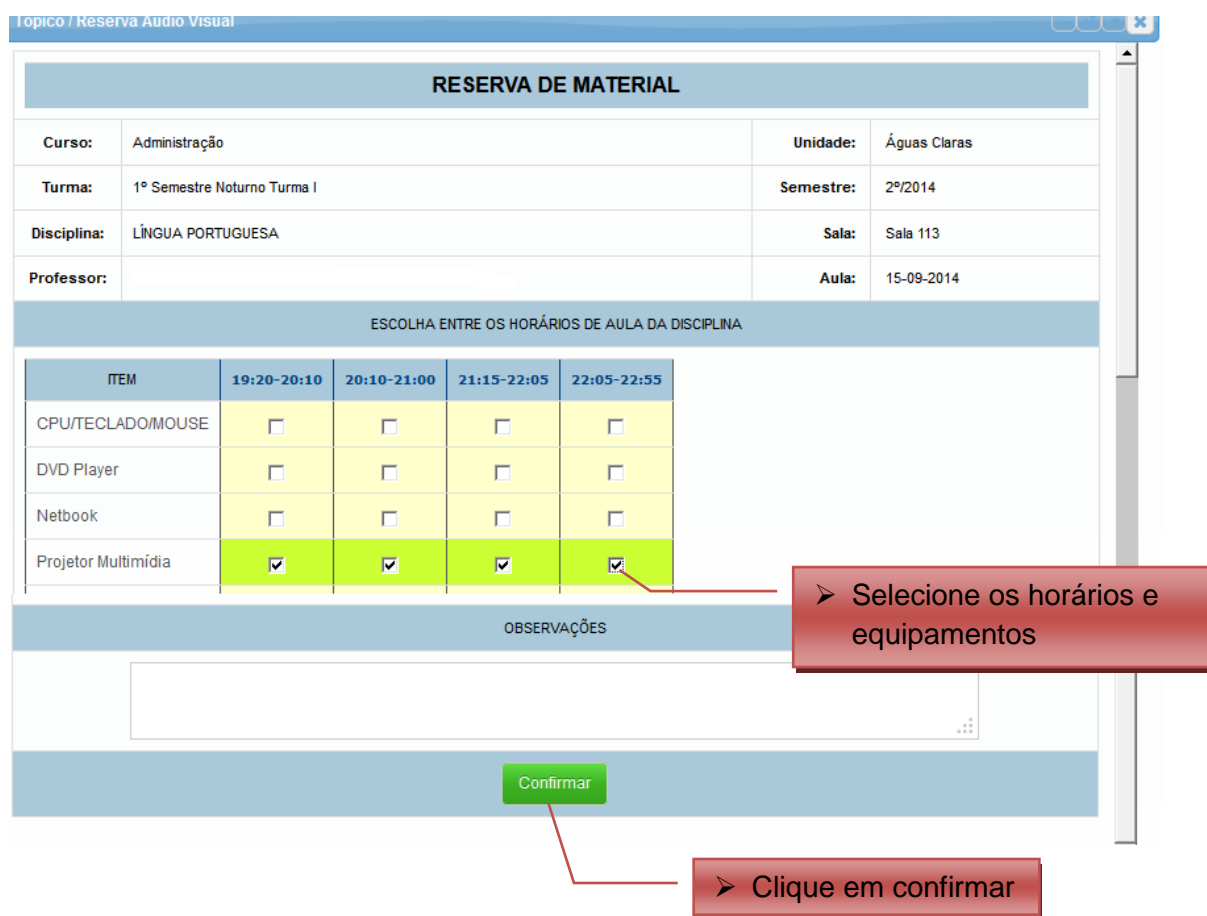 Tópico / Reserva Áudio Visual
RESERVA DE MATERIAL
Curso: Administração Unidade: Águas Claras
Turma: 1º Semestre Noturno Turma I Semestre: 2º/2014
Disciplina: LÍNGUA PORTUGUESA Sala: Sala 113
Professor: Aula: 15-09-2014
ESCOLHA ENTRE OS HORÁRIOS DE AULA DA DISCIPLINA
ITEM 19:20-20:10 20:10-21:00 21:15-22:05 22:05-22:55
CPU/TECLADO/MOUSE
DVD Player
Netbook
Projetor Multimídia
➢ Selecione os horários e
equipamentos
OBSERVAÇÕES
Confirmar
➢ Clique em confirmar